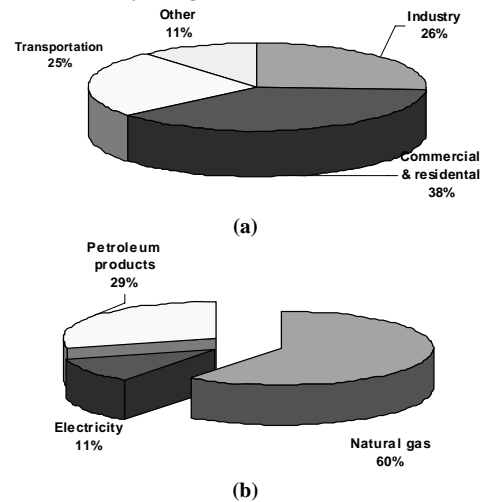 Other
11%
Industry
26%
Transportation
25%
Commercial
& residental
38%
(a)
Petroleum
products
29%
Electricity
11%
Natural gas
60%
(b)